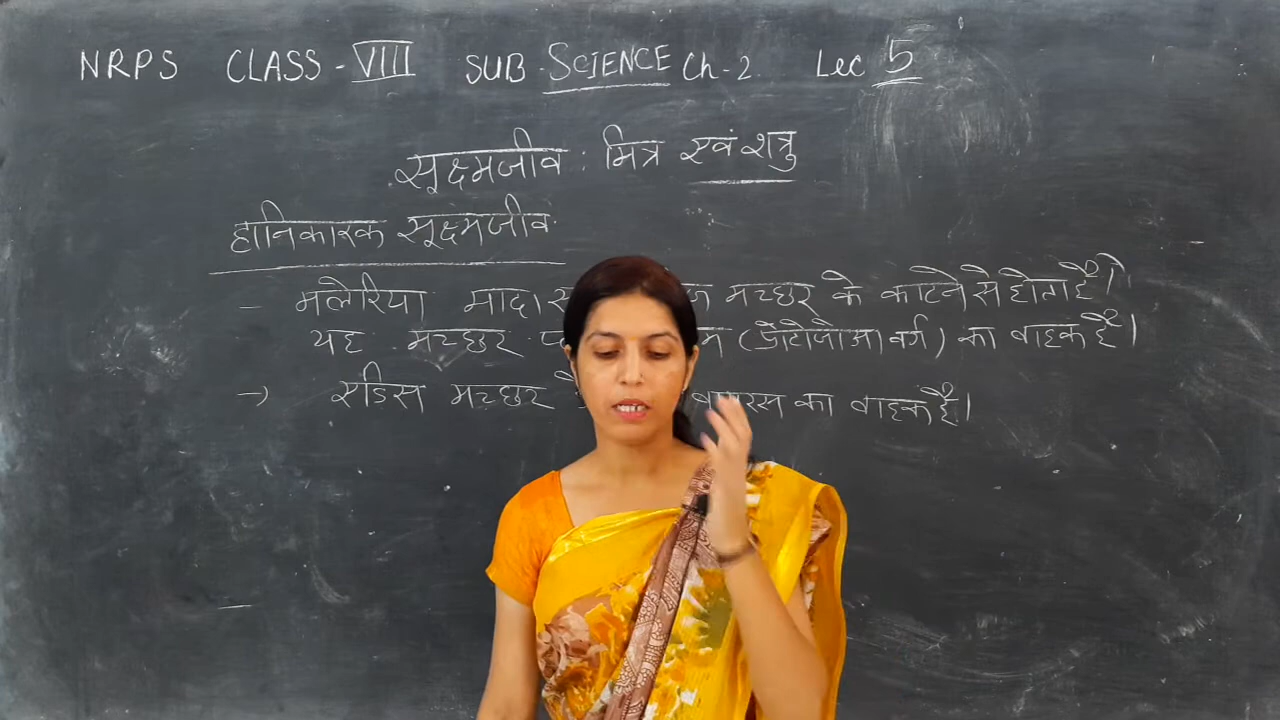 NRPS CLASS - VIII SUB. SCIENCE Ch-2. Lec 5
सूक्ष्मजीव : मित्र एवं शत्रु
हानिकारक सूक्ष्मजीव
- मलेरिया मादा मच्छर के काटने से होता है।
यह मच्छर (प्रोटोजोआ वर्ग) का वाहक है।
→ एडिस मच्छर का वाहक है।